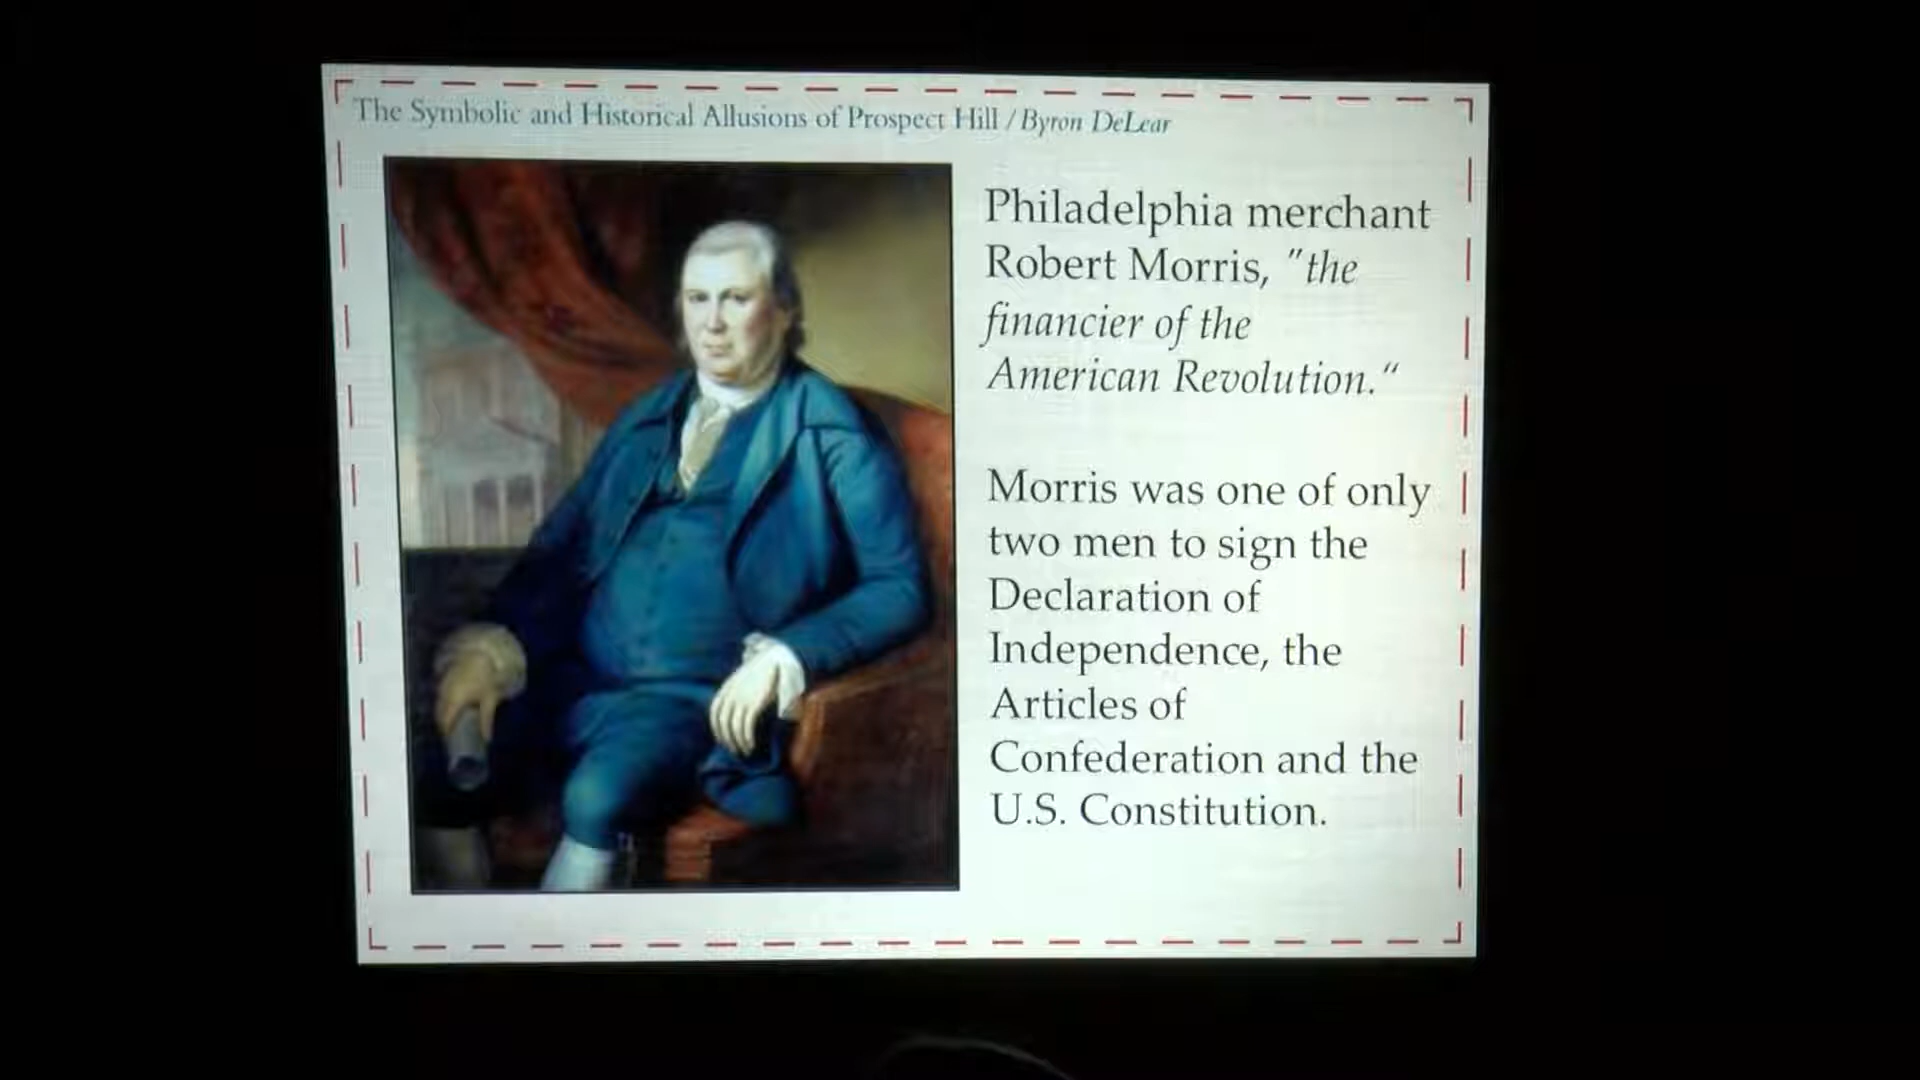 The Symbolic and Historical Allusions of Prospect Hill / Byron DeLear
Philadelphia merchant
Robert Morris, "the
financier of the
American Revolution."
Morris was one of only
two men to sign the
Declaration of
Independence, the
Articles of
Confederation and the
U.S. Constitution.